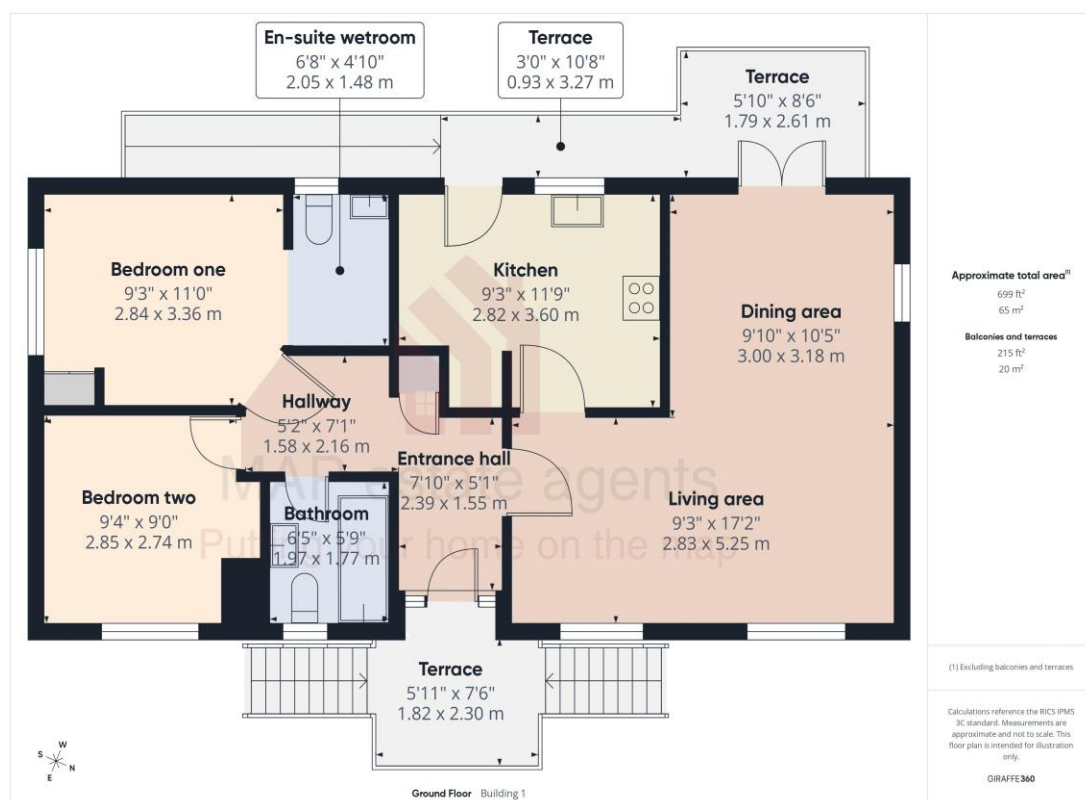 En-suite wetroom
6'8" x 4'10"
2.05 x 1.48 m
Terrace
3'0" x 10'8"
0.93 x 3.27 m
Terrace
5'10" x 8'6"
1.79 x 2.61 m
Bedroom one
9'3" x 11'0"
2.84 x 3.36 m
Kitchen
9'3" x 11'9"
2.82 x 3.60 m
Dining area
9'10" x 10'5"
3.00 x 3.18 m
Hallway
5'2" x 7'1"
1.58 x 2.16 m
Entrance hall
7'10" x 5'1"
2.39 x 1.55 m
Bedroom two
9'4" x 9'0"
2.85 x 2.74 m
Bathroom
6'5" x 5'9"
1.97 x 1.77 m
Living area
9'3" x 17'2"
2.83 x 5.25 m
MAP estate agents
Putting your home on the map
Terrace
5'11" x 7'6"
1.82 x 2.30 m
W
S
N
E
Ground Floor Building 1
Approximate total area(1)
699 ft²
65 m²
Balconies and terraces
215 ft²
20 m²
(1) Excluding balconies and terraces
Calculations reference the RICS IPMS
3C standard. Measurements are
approximate and not to scale. This
floor plan is intended for illustration
only.
GIRAFFE360